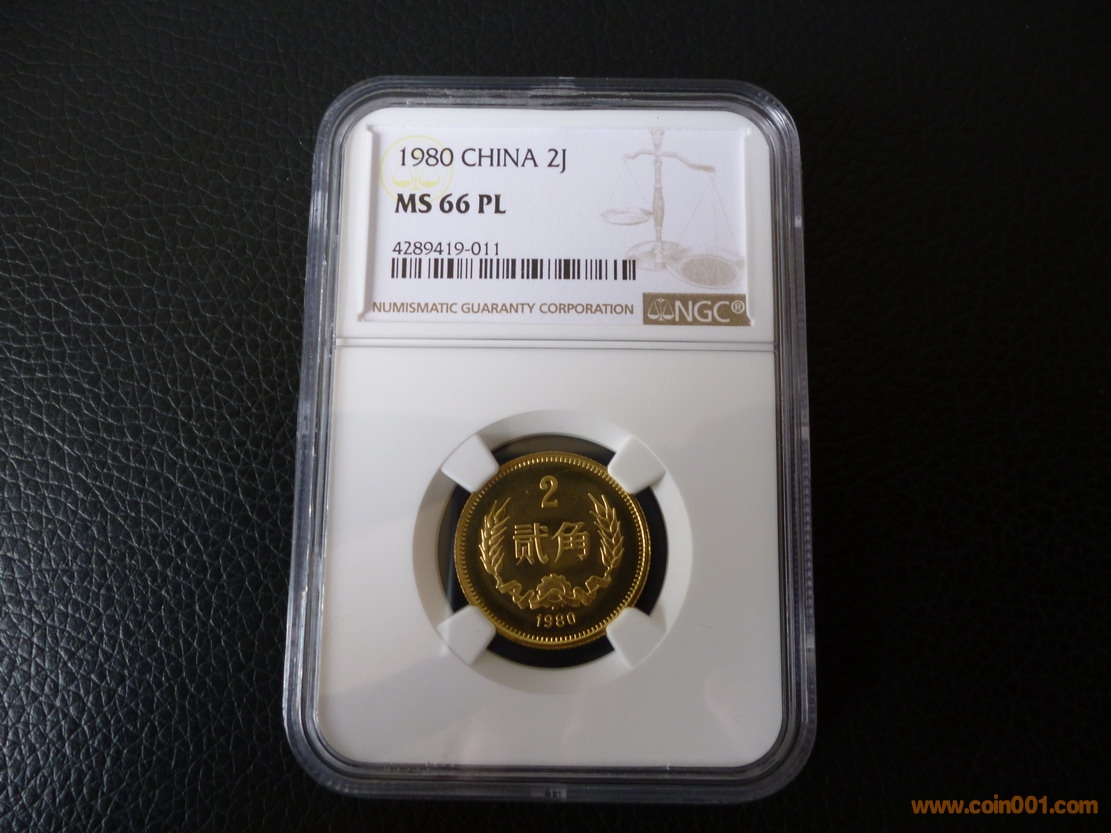 1980 CHINA 2J
MS 66 PL
4289419-011
NUMISMATIC GUARANTY CORPORATION
NGC®
2
贰角
1980
www.coin001.com